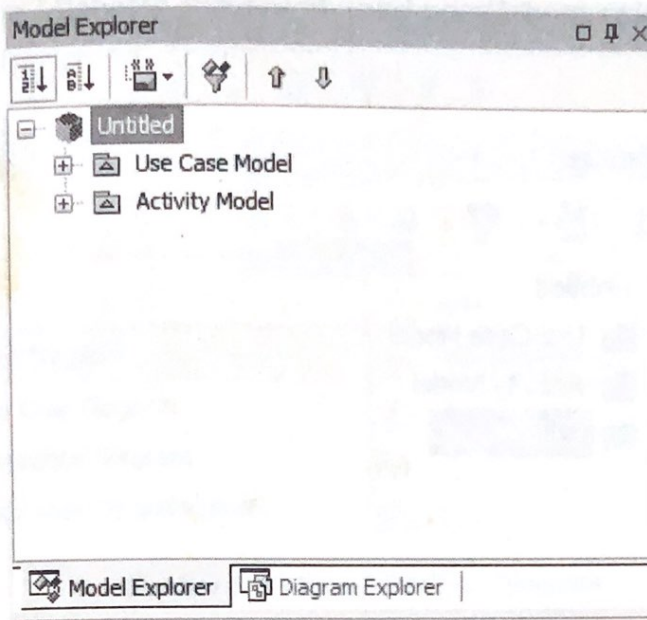 Model Explorer
Untitled
Use Case Model
Activity Model
Model Explorer
Diagram Explorer